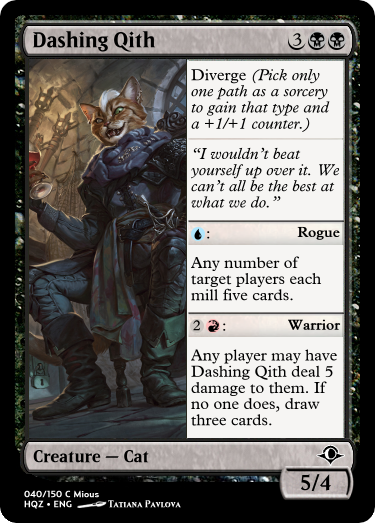 Dashing Qith 3
Diverge (Pick only
one path as a sorcery
to gain that type and
a +1/+1 counter.)
“I wouldn’t beat
yourself up over it. We
can’t all be the best at
what we do.”
: Rogue
Any number of
target players each
mill five cards.
2 : Warrior
Any player may have
Dashing Qith deal 5
damage to them. If
no one does, draw
three cards.
Creature — Cat
5/4
040/150 C Mious
HQZ • ENG Tatiana Pavlova